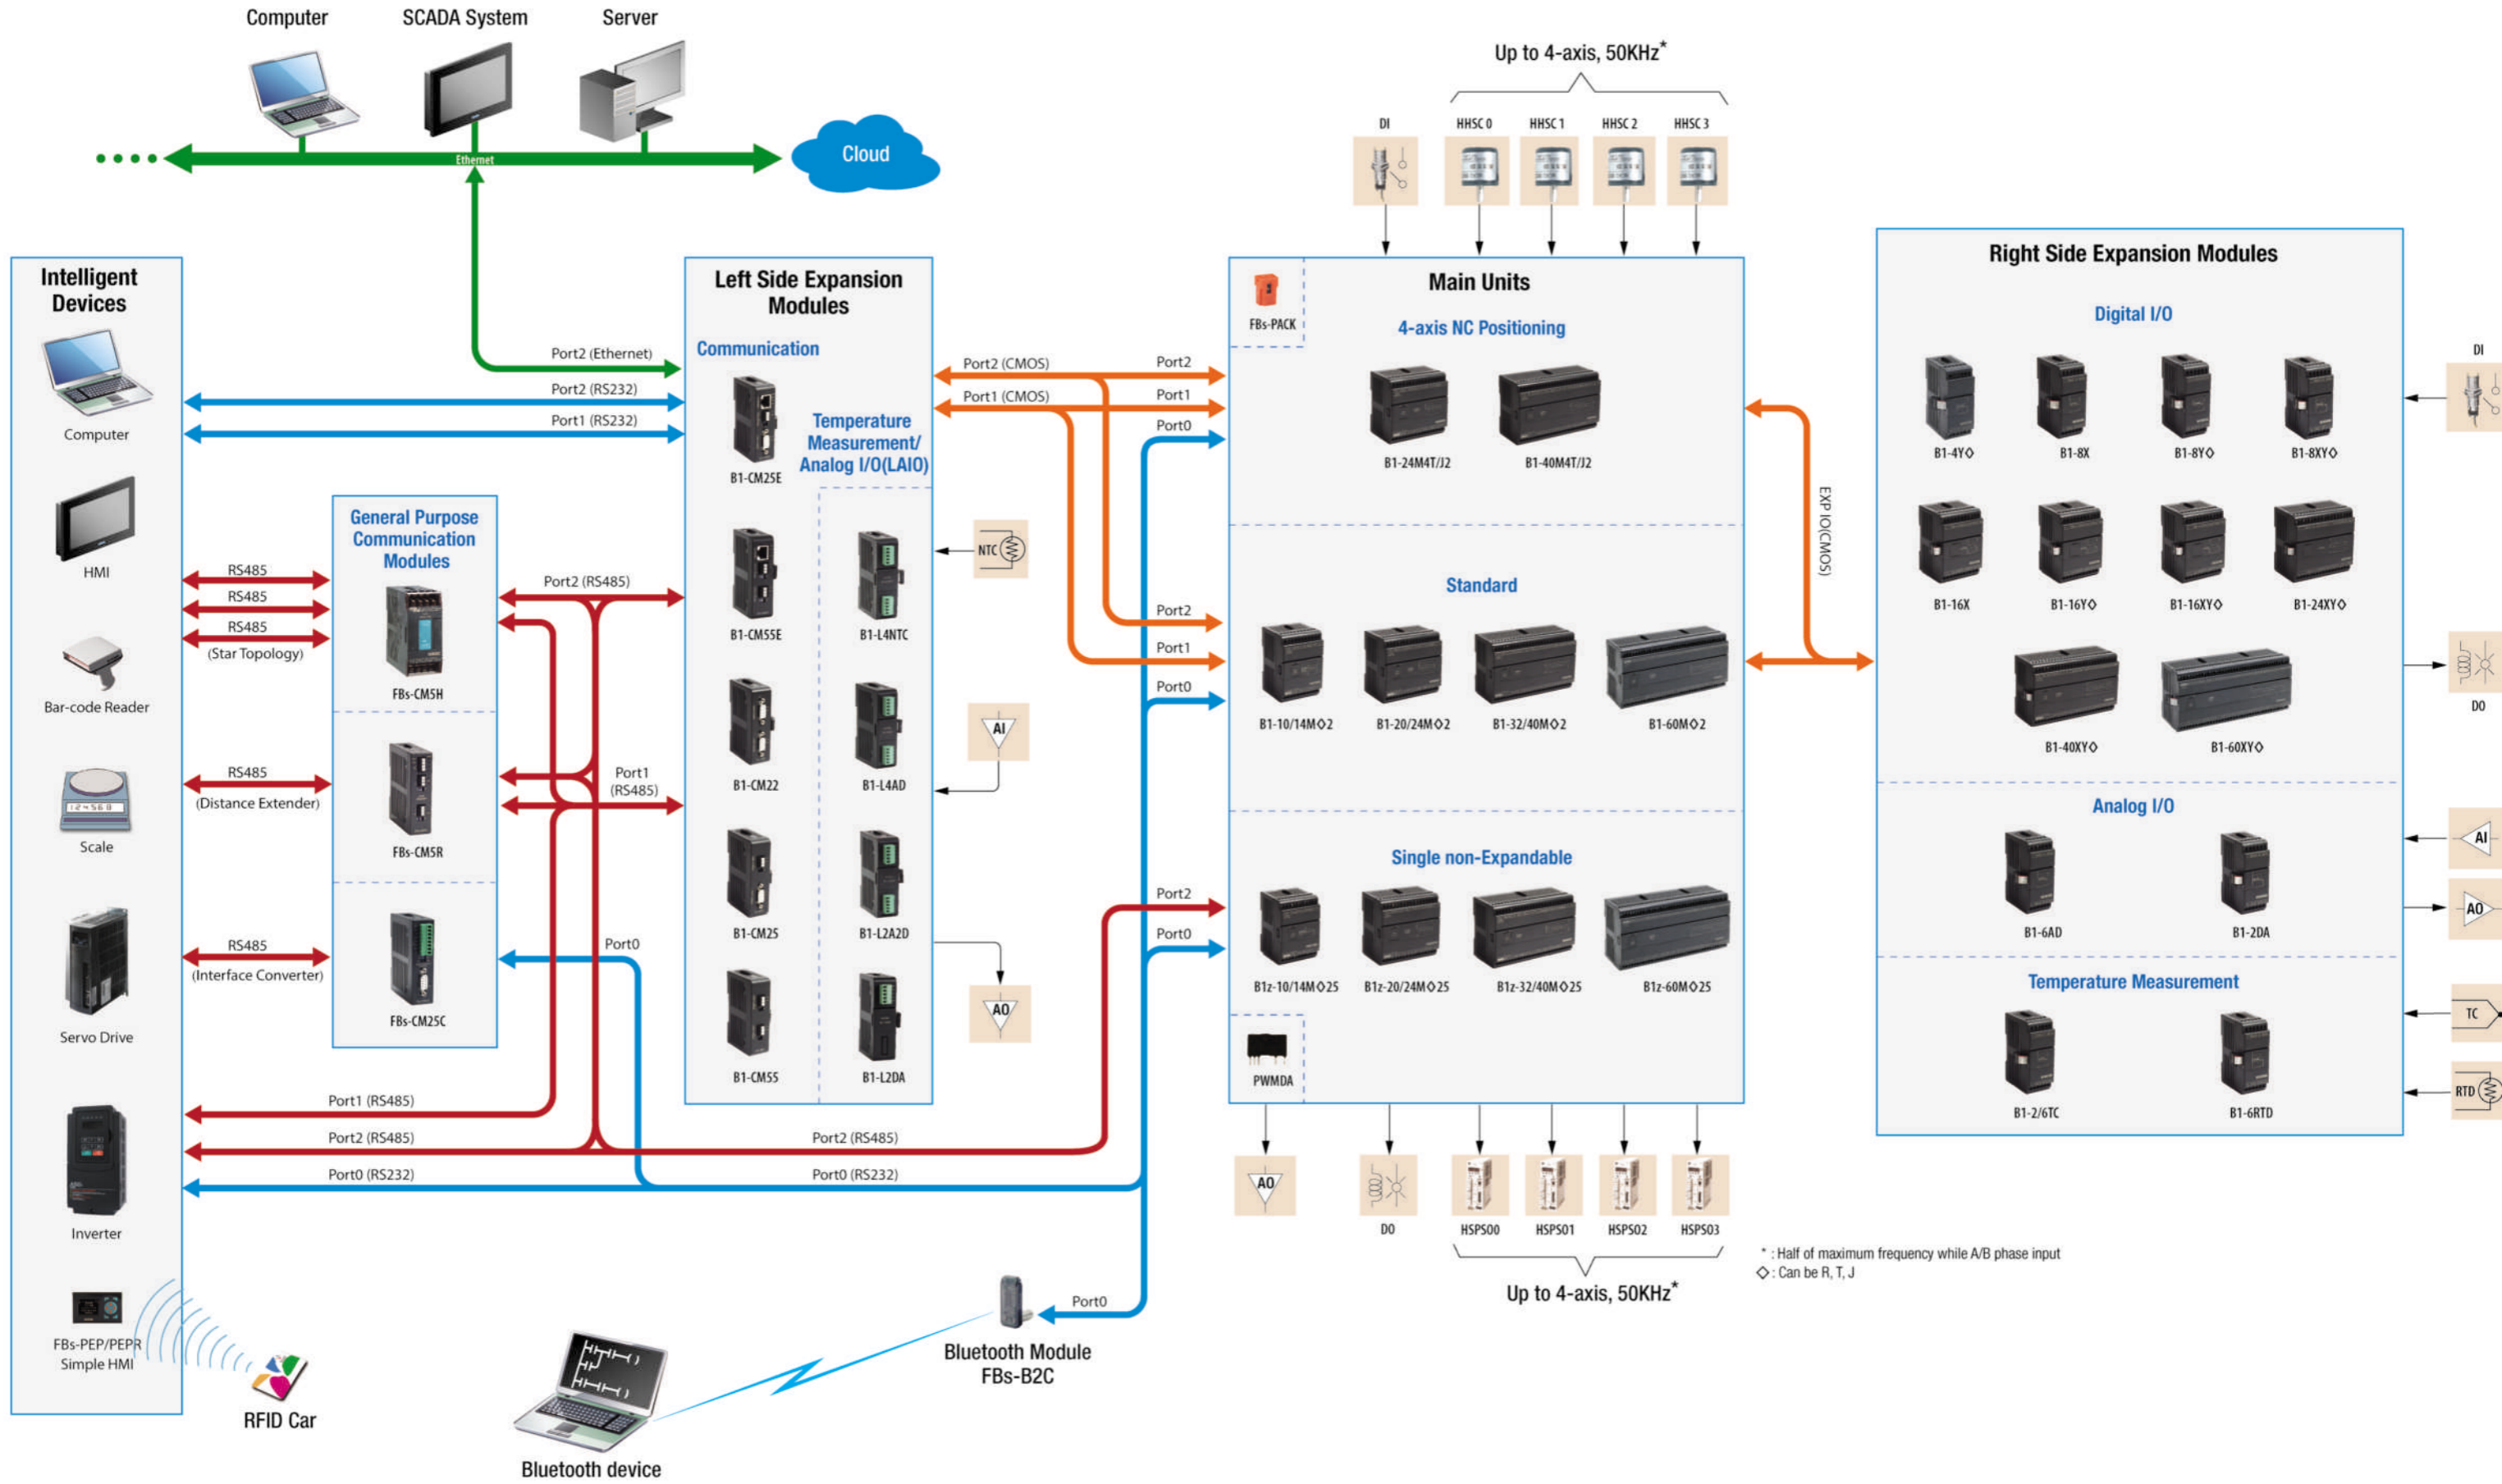 Computer
SCADA System
Server
Ethernet
Cloud
Up to 4-axis, 50KHz*
DI
HHSC 0
HHSC 1
HHSC 2
HHSC 3
Intelligent
Devices
Computer
HMI
Bar-code Reader
Scale
Servo Drive
Inverter
FBs-PEP/PEPR
Simple HMI
RFID Car
Port2 (Ethernet)
Port2 (RS232)
Port1 (RS232)
RS485
RS485
RS485
(Star Topology)
RS485
(Distance Extender)
RS485
(Interface Converter)
General Purpose
Communication
Modules
FBs-CM5H
FBs-CM5R
FBs-CM25C
Port2 (RS485)
Port1
(RS485)
Port0
Port1 (RS485)
Port2 (RS485)
Port0 (RS232)
Port2 (RS485)
Port0 (RS232)
Left Side Expansion
Modules
Communication
B1-CM25E
B1-CM55E
B1-CM22
B1-CM25
B1-CM55
Temperature
Measurement/
Analog I/O(LAIO)
B1-L4NTC
B1-L4AD
B1-L2A2D
B1-L2DA
NTC
AI
AO
Port2 (CMOS)
Port1 (CMOS)
Port2
Port1
Port0
Port2
Port1
Port0
Port2
Port0
Port0
Bluetooth Module
FBs-B2C
Bluetooth device
Main Units
FBs-PACK
4-axis NC Positioning
B1-24M4T/J2
B1-40M4T/J2
Standard
B1-10/14M◇2
B1-20/24M◇2
B1-32/40M◇2
B1-60M◇2
Single non-Expandable
B1z-10/14M◇25
B1z-20/24M◇25
B1z-32/40M◇25
B1z-60M◇25
PWMDA
AO
DO
HSPSO0
HSPSO1
HSPSO2
HSPSO3
Up to 4-axis, 50KHz*
EXP IO(CMOS)
Right Side Expansion Modules
Digital I/O
B1-4Y◇
B1-8X
B1-8Y◇
B1-8XY◇
B1-16X
B1-16Y◇
B1-16XY◇
B1-24XY◇
B1-40XY◇
B1-60XY◇
Analog I/O
B1-6AD
B1-2DA
Temperature Measurement
B1-2/6TC
B1-6RTD
DI
DO
AI
AO
TC
RTD
* : Half of maximum frequency while A/B phase input
◇ : Can be R, T, J